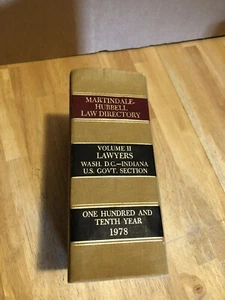 MARTINDALE-
HUBBELL
LAW DIRECTORY
VOLUME II
LAWYERS
WASH. D.C.—INDIANA
U.S. GOVT. SECTION
ONE HUNDRED AND
TENTH YEAR
1978